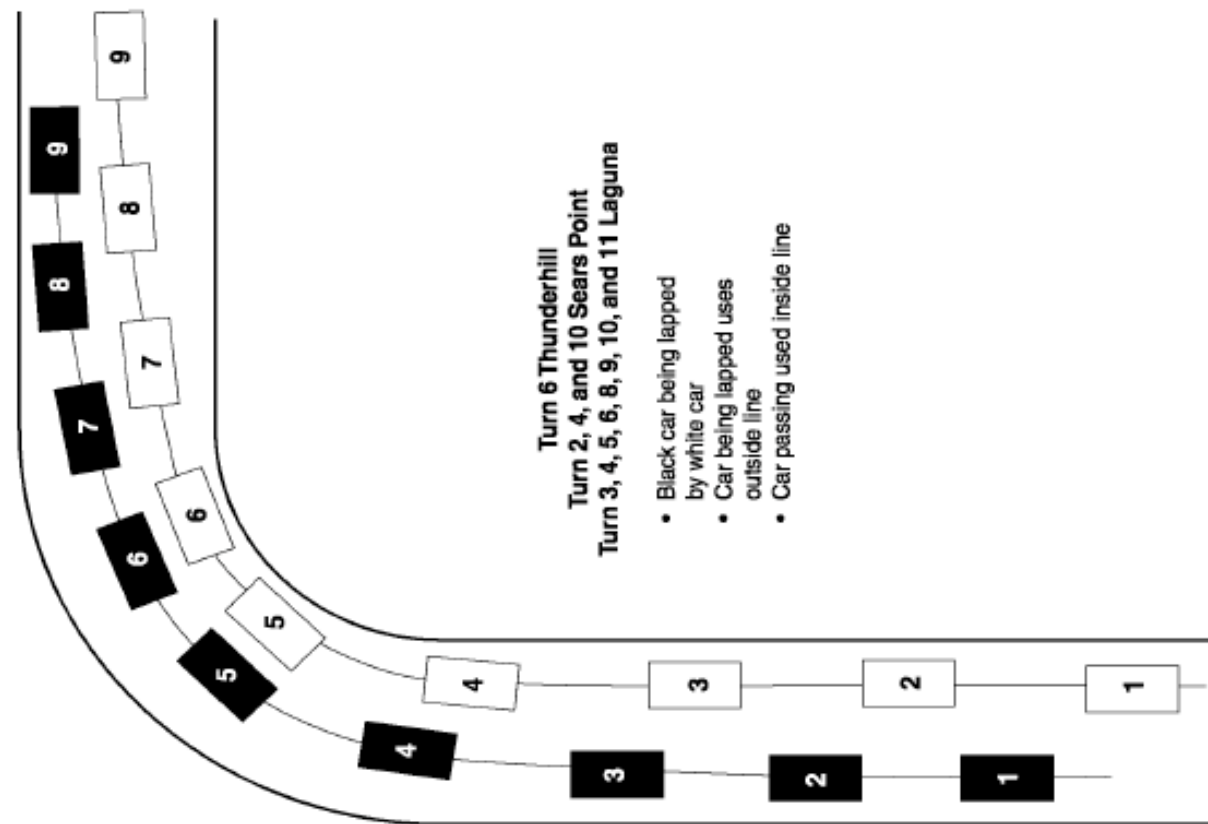 Turn 6 Thunderhill
Turn 2, 4, and 10 Sears Point
Turn 3, 4, 5, 6, 8, 9, 10, and 11 Laguna
• Black car being lapped
by white car
• Car being lapped uses
outside line
• Car passing used inside line
1
2
3
4
5
6
7
8
9
1
2
3
4
5
6
7
8
9